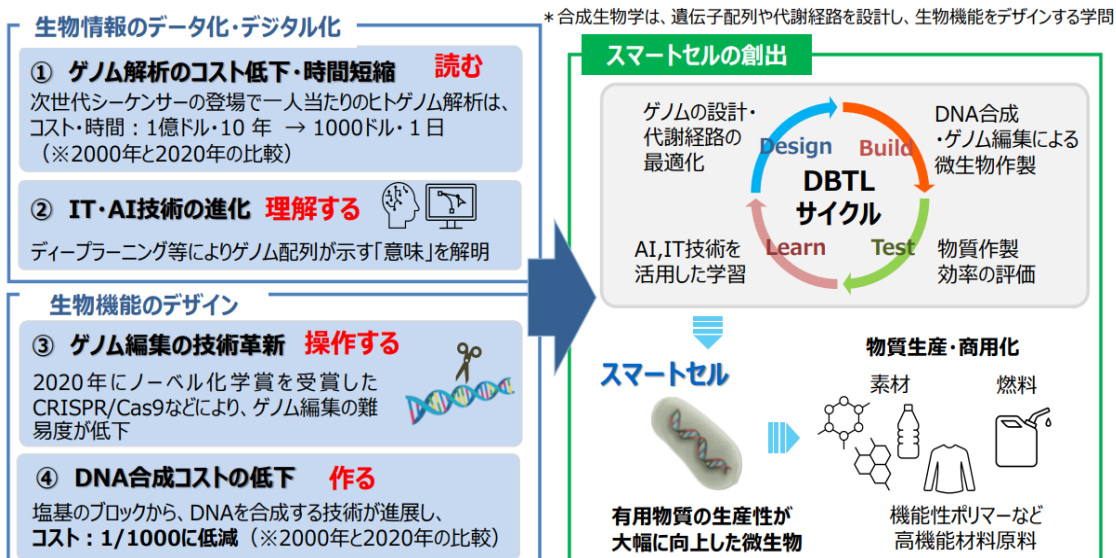 ＊合成生物学は、遺伝子配列や代謝経路を設計し、生物機能をデザインする学問
生物情報のデータ化・デジタル化
① ゲノム解析のコスト低下・時間短縮 読む
次世代シーケンサーの登場で一人当たりのヒトゲノム解析は、
コスト・時間：1億ドル・10 年 → 1000ドル・1日
（※2000年と2020年の比較）
② IT・AI技術の進化 理解する
ディープラーニング等によりゲノム配列が示す「意味」を解明
生物機能のデザイン
③ ゲノム編集の技術革新 操作する
2020年にノーベル化学賞を受賞した
CRISPR/Cas9などにより、ゲノム編集の難
易度が低下
④ DNA合成コストの低下 作る
塩基のブロックから、DNAを合成する技術が進展し、
コスト：1/1000に低減（※2000年と2020年の比較）
スマートセルの創出
ゲノムの設計・
代謝経路の
最適化
Design
Build
DNA合成
・ゲノム編集による
微生物作製
DBTL
サイクル
AI,IT技術を
活用した学習
Learn
Test
物質作製
効率の評価
スマートセル
有用物質の生産性が
大幅に向上した微生物
物質生産・商用化
素材
燃料
機能性ポリマーなど
高機能材料原料